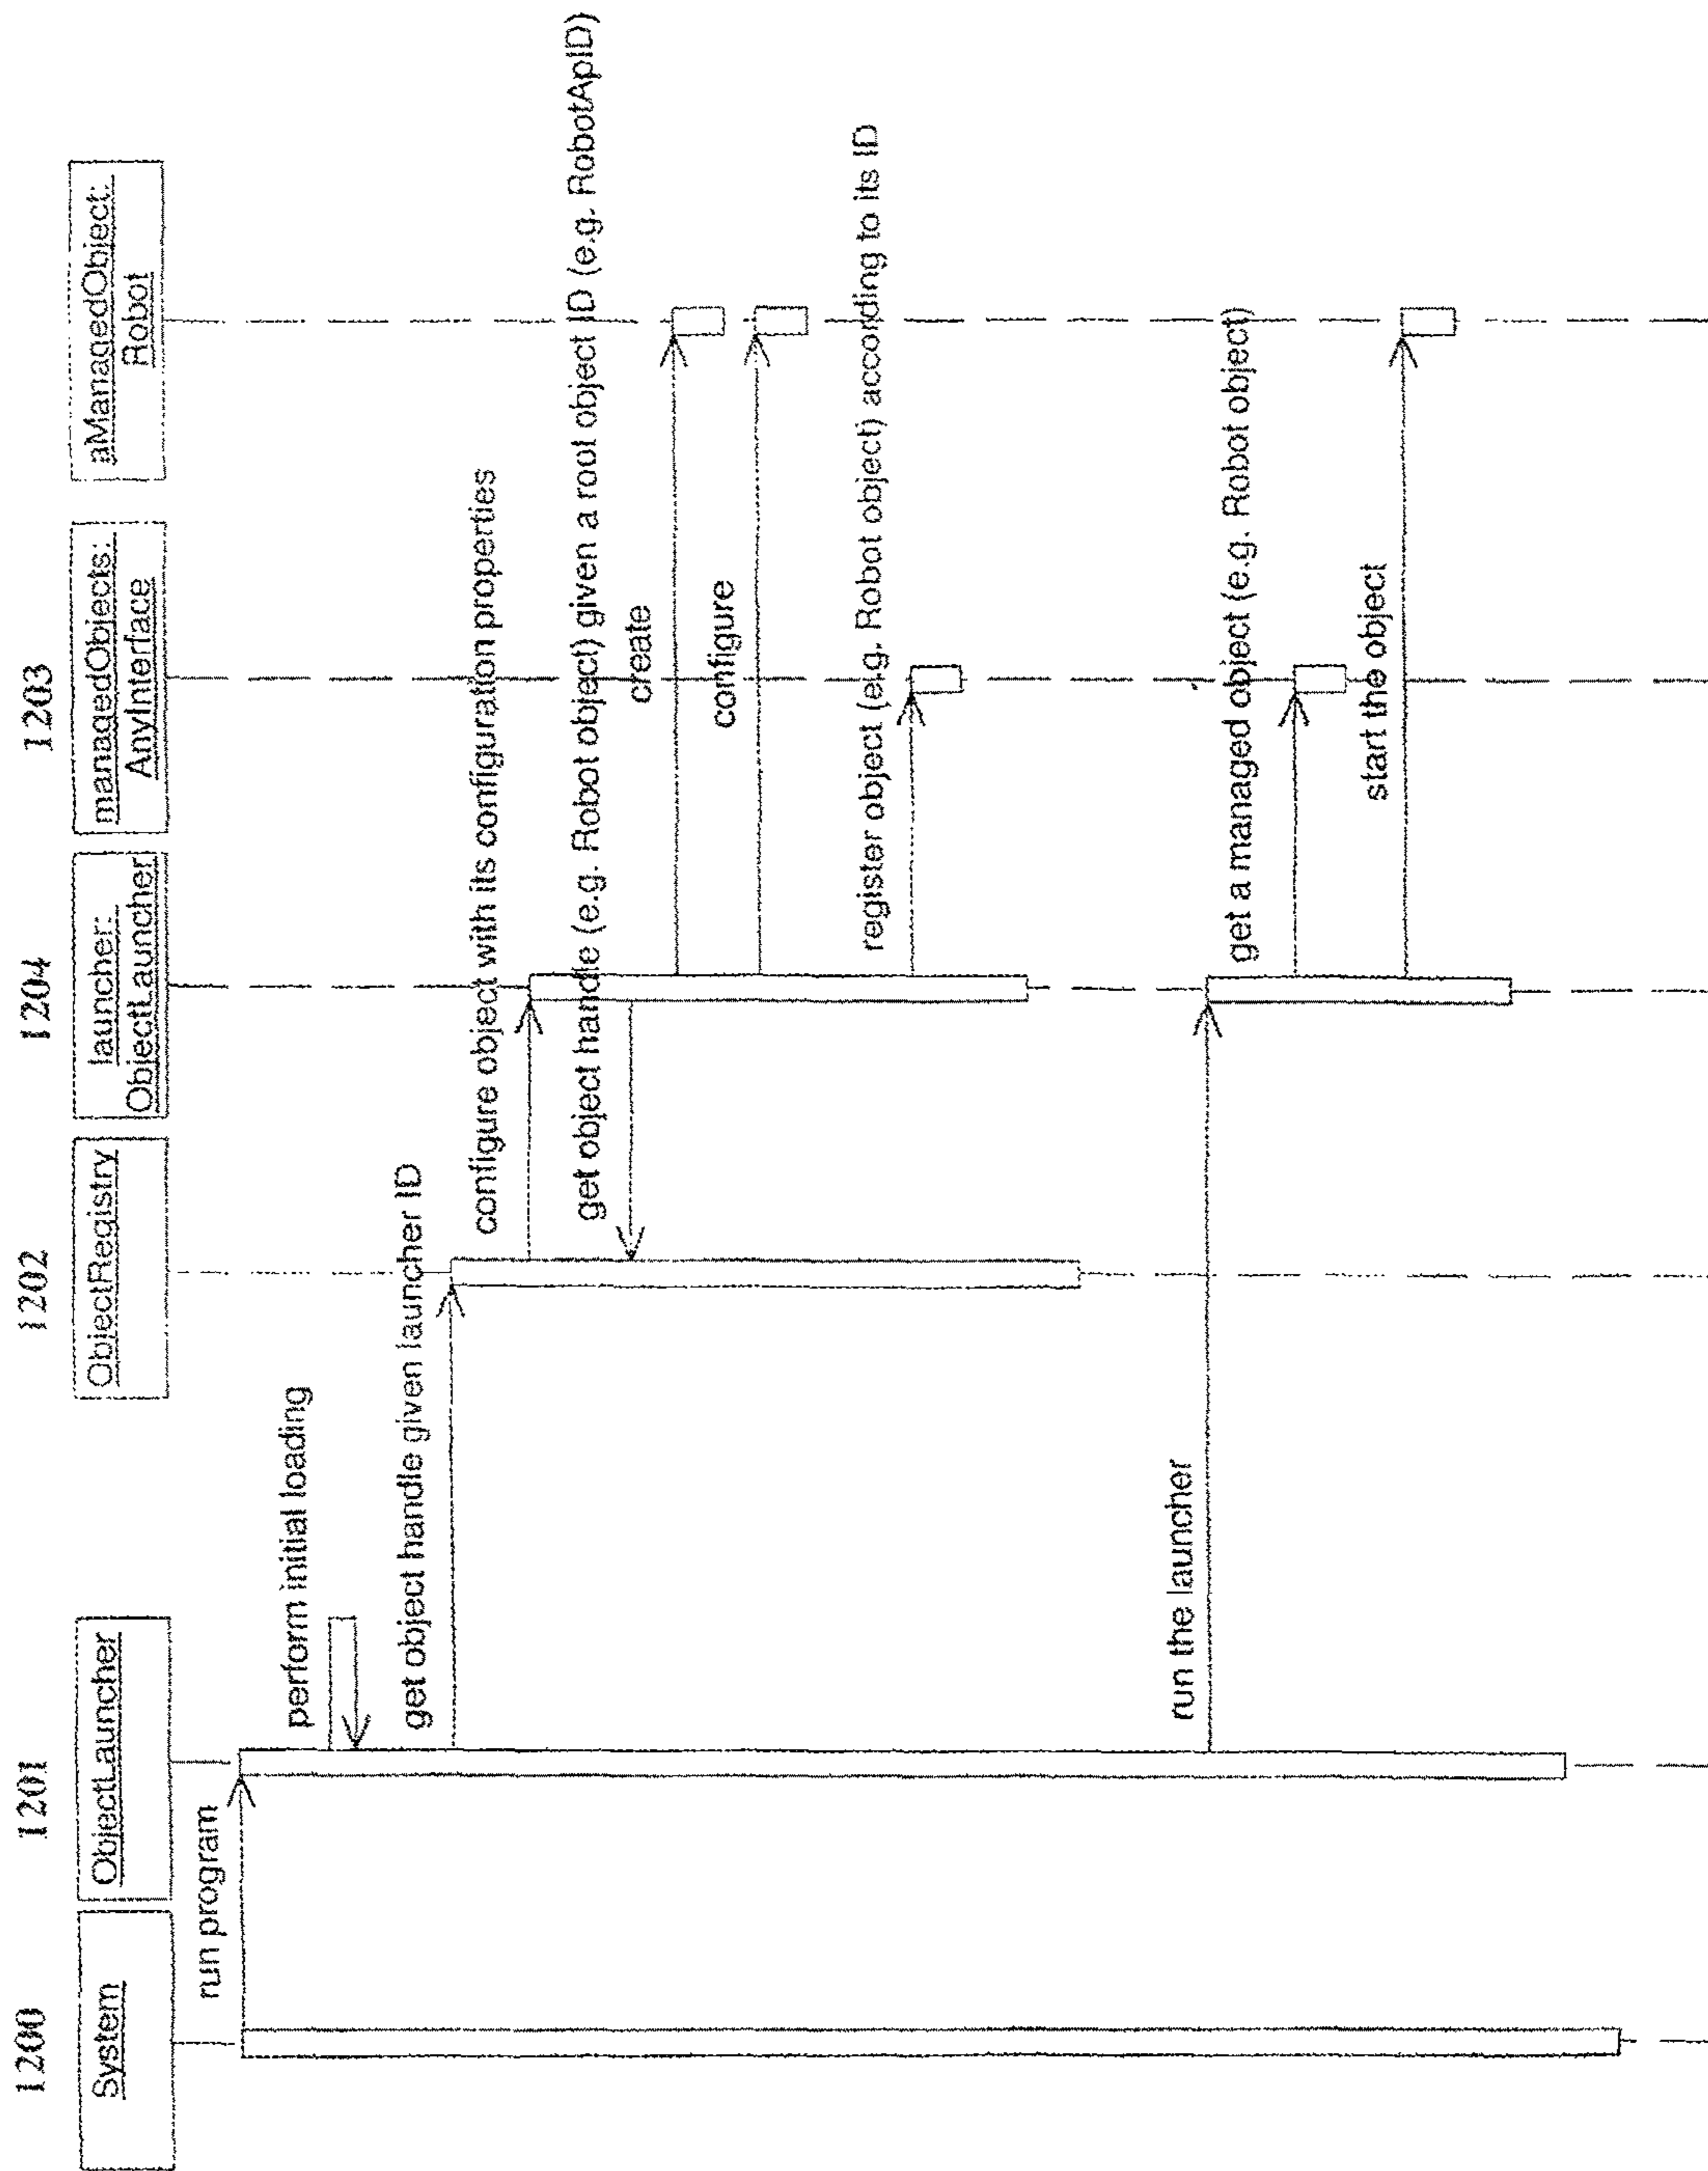 1200
1201
1202
1204
1203
System
ObjectLauncher
ObjectRegistry
launcher:
ObjectLauncher
managedObjects:
AnyInterface
aManagedObject:
Robot
run program
perform initial loading
get object handle given launcher ID
configure object with its configuration properties
get object handle (e.g. Robot object) given a root object ID (e.g. RobotApID)
create
configure
register object (e.g. Robot object) according to its ID
run the launcher
get a managed object (e.g. Robot object)
start the object